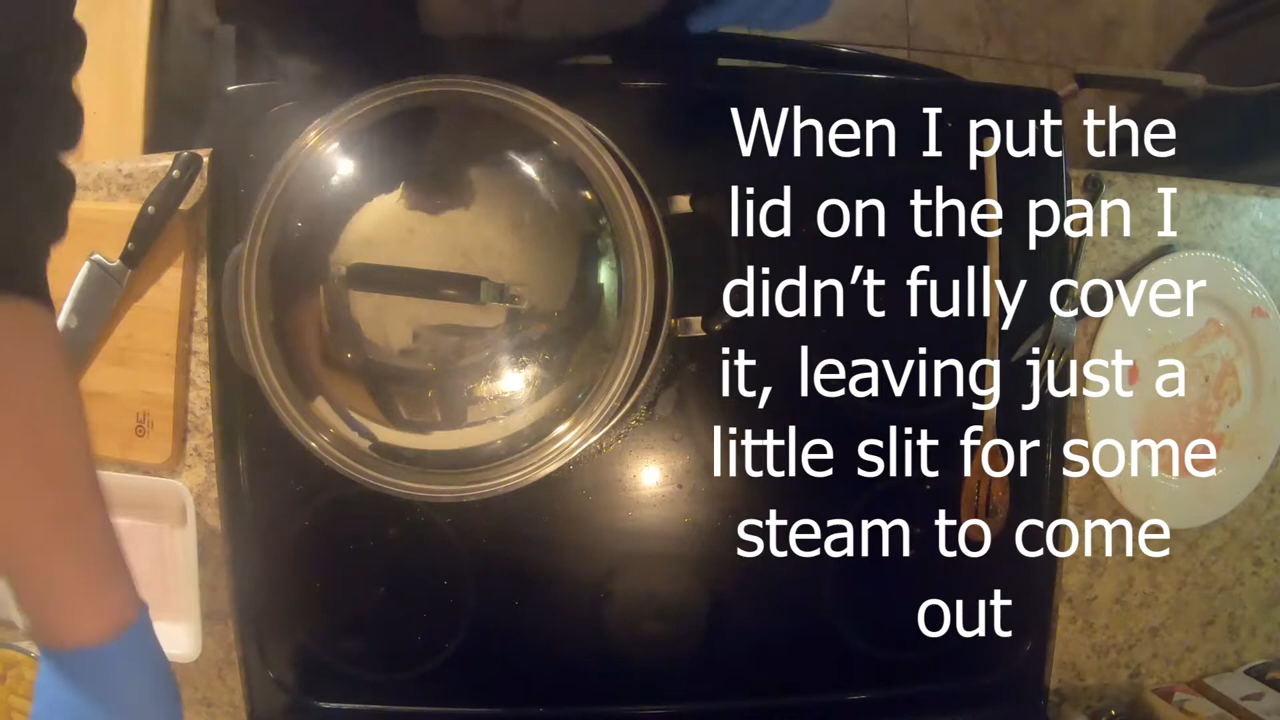 When I put the
lid on the pan I
didn’t fully cover
it, leaving just a
little slit for some
steam to come
out